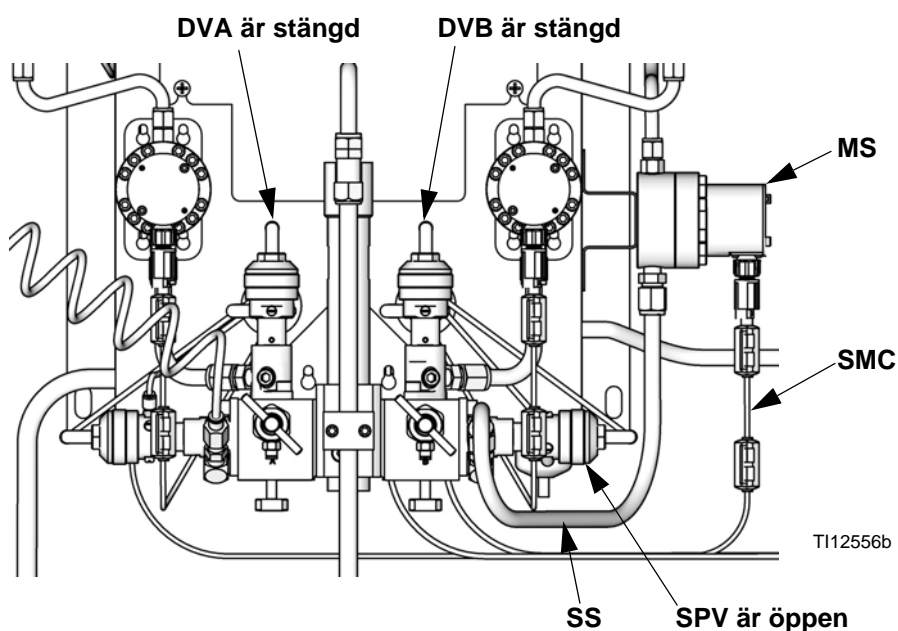 DVA är stängd
DVB är stängd
MS
SMC
TI12556b
SS
SPV är öppen